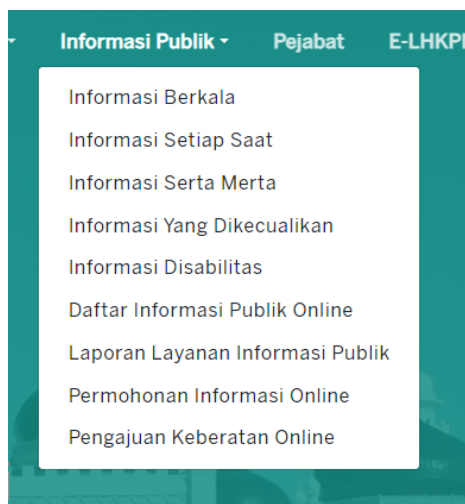 Informasi Publik Pejabat E-LHKP
Informasi Berkala
Informasi Setiap Saat
Informasi Serta Merta
Informasi Yang Dikecualikan
Informasi Disabilitas
Daftar Informasi Publik Online
Laporan Layanan Informasi Publik
Permohonan Informasi Online
Pengajuan Keberatan Online